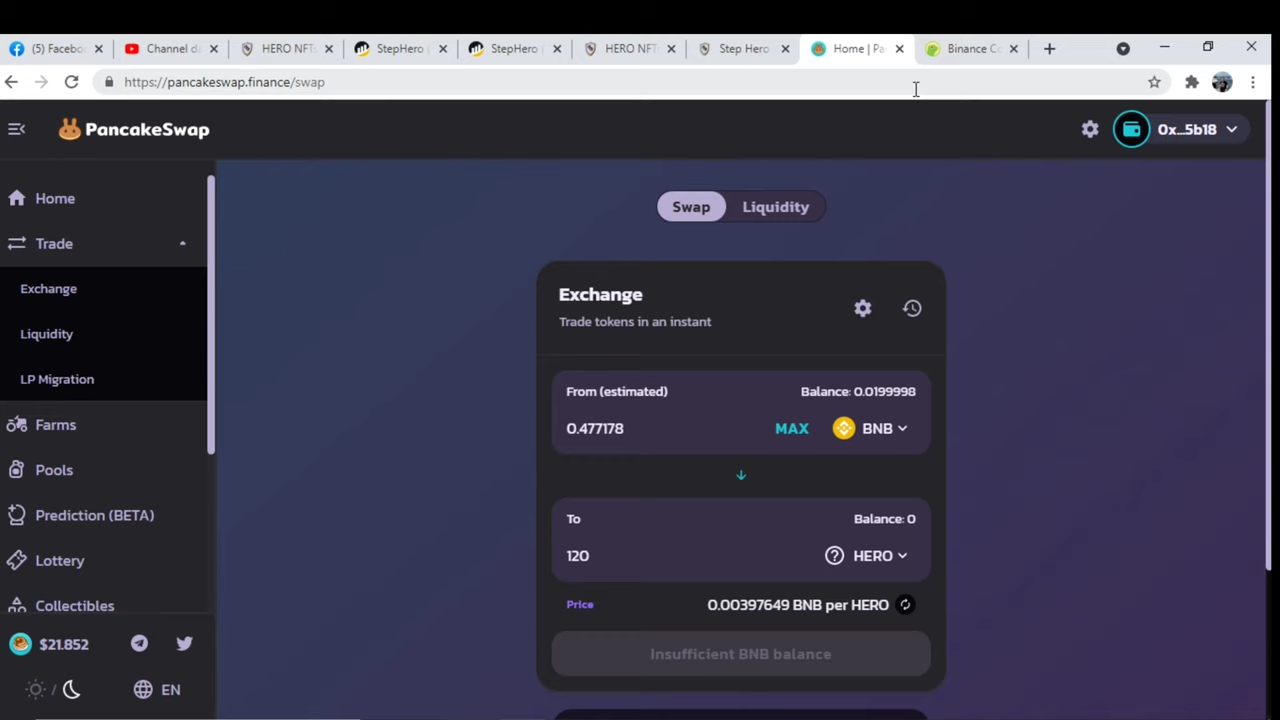 (5) Facebo
Channel da
HERO NFT
StepHero (
StepHero (
HERO NFT
Step Hero
Home | Pa
Binance Co
https://pancakeswap.finance/swap
PancakeSwap
0x...5b18
Home
Trade
Exchange
Liquidity
LP Migration
Farms
Pools
Prediction (BETA)
Lottery
Collectibles
$21.852
/
EN
Swap
Liquidity
Exchange
Trade tokens in an instant
From (estimated)
Balance: 0.0199998
0.477178
MAX
BNB
To
Balance: 0
120
HERO
Price
0.00397649 BNB per HERO
Insufficient BNB balance